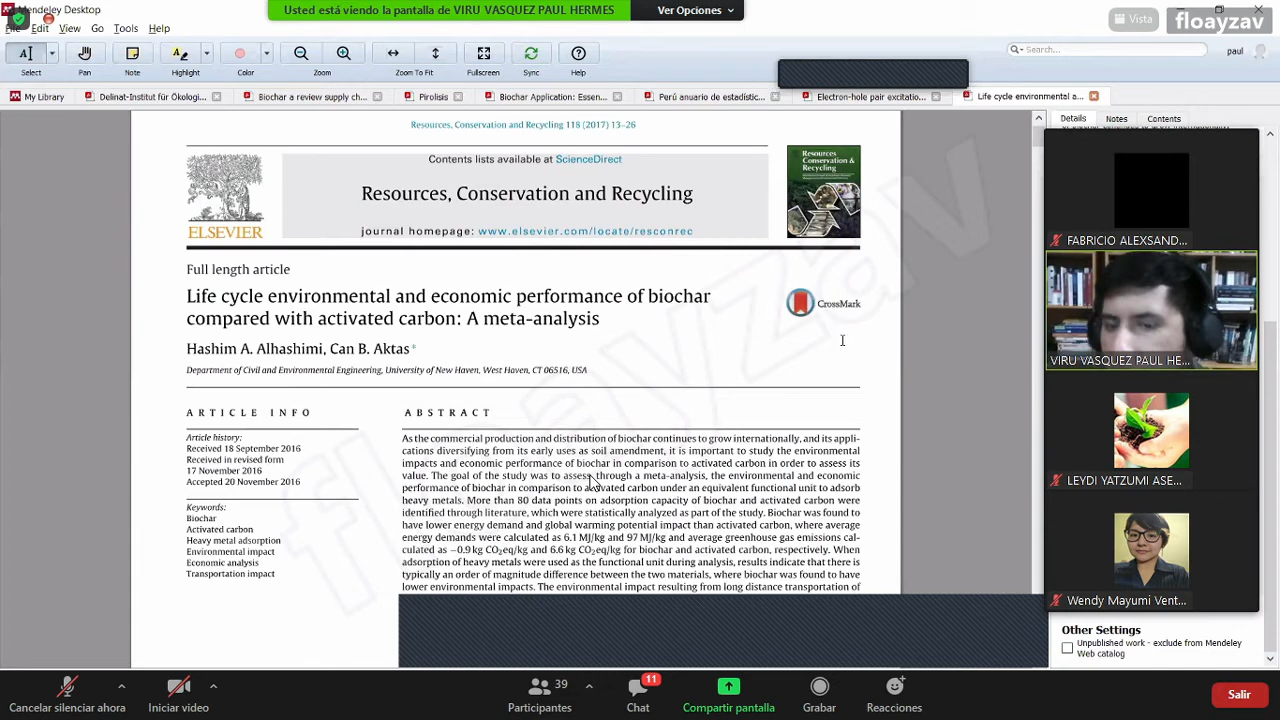 Mendeley Desktop
Usted está viendo la pantalla de VIRU VASQUEZ PAUL HERMES
Ver Opciones
Vista
floayzav
File Edit View Go Tools Help
Select
Pan
Note
Highlight
Color
Zoom
Zoom To Fit
Fullscreen
Sync
Help
Search...
paul
My Library
Delinat-Institut für Ökologi...
Biochar a review supply ch...
Pirolisis
Biochar Application: Essen...
Perú anuario de estadístic...
Electron-hole pair excitatio...
Life cycle environmental a...
Details
Notes
Contents
Resources, Conservation and Recycling 118 (2017) 13–26
Contents lists available at ScienceDirect
Resources, Conservation and Recycling
journal homepage: www.elsevier.com/locate/resconrec
ELSEVIER
Resources
Conservation &
Recycling
Full length article
Life cycle environmental and economic performance of biochar
compared with activated carbon: A meta-analysis
CrossMark
Hashim A. Alhashimi, Can B. Aktas*
Department of Civil and Environmental Engineering, University of New Haven, West Haven, CT 06516, USA
ARTICLE INFO
Article history:
Received 18 September 2016
Received in revised form
17 November 2016
Accepted 20 November 2016
Keywords:
Biochar
Activated carbon
Heavy metal adsorption
Environmental impact
Economic analysis
Transportation impact
ABSTRACT
As the commercial production and distribution of biochar continues to grow internationally, and its appli-
cations diversifying from its early uses as soil amendment, it is important to study the environmental
impacts and economic performance of biochar in comparison to activated carbon in order to assess its
value. The goal of the study was to assess through a meta-analysis, the environmental and economic
performance of biochar in comparison to activated carbon under an equivalent functional unit to adsorb
heavy metals. More than 80 data points on adsorption capacity of biochar and activated carbon were
identified through literature, which were statistically analyzed as part of the study. Biochar was found to
have lower energy demand and global warming potential impact than activated carbon, where average
energy demands were calculated as 6.1 MJ/kg and 97 MJ/kg and average greenhouse gas emissions cal-
culated as −0.9 kg CO2eq/kg and 6.6 kg CO2eq/kg for biochar and activated carbon, respectively. When
adsorption of heavy metals were used as the functional unit during analysis, results indicate that there is
typically an order of magnitude difference between the two materials, where biochar was found to have
lower environmental impacts. The environmental impact resulting from long distance transportation of
floayzav
FABRICIO ALEXSAND...
VIRU VASQUEZ PAUL HE...
LEYDI YATZUMI ASE...
Wendy Mayumi Vent...
Other Settings
Unpublished work - exclude from Mendeley
Web catalog
Cancelar silenciar ahora
Iniciar video
39
Participantes
11
Chat
Compartir pantalla
Grabar
Reacciones
Salir